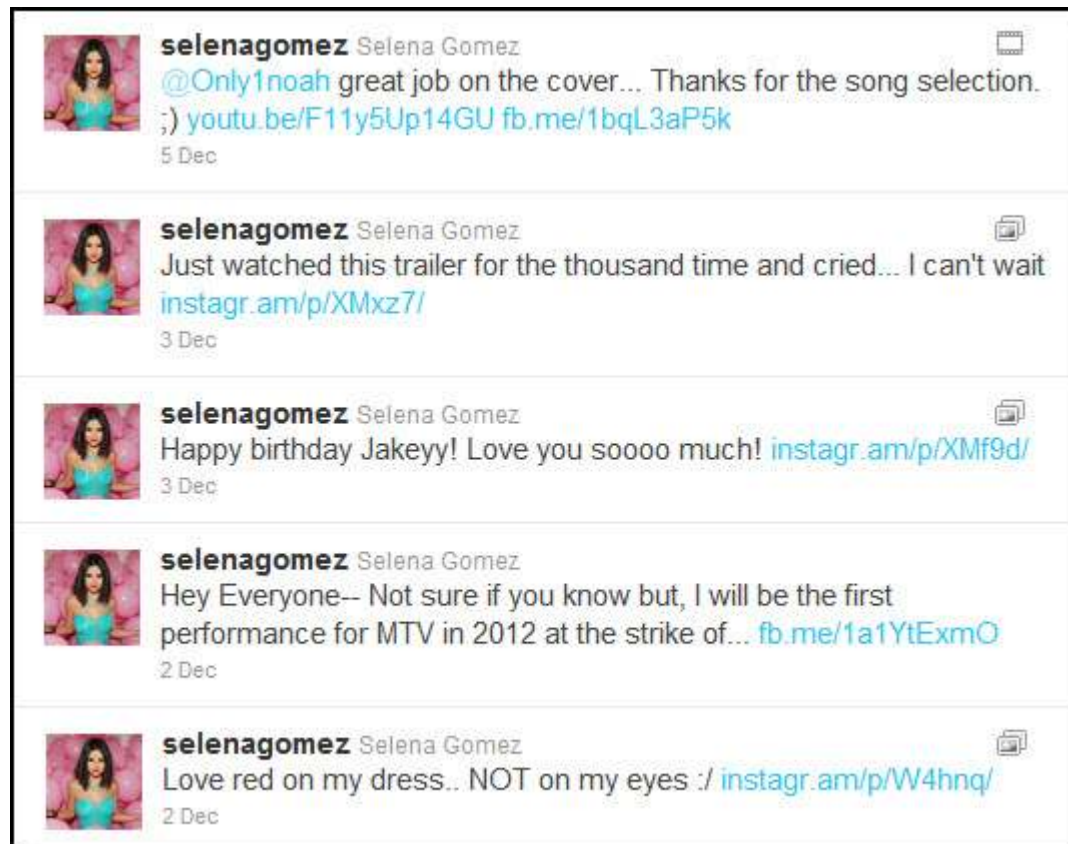 selenagomez Selena Gomez
@Only1noah great job on the cover... Thanks for the song selection.
;) youtu.be/F11y5Up14GU fb.me/1bqL3aP5k
5 Dec
selenagomez Selena Gomez
Just watched this trailer for the thousand time and cried... I can't wait
instagr.am/p/XMxz7/
3 Dec
selenagomez Selena Gomez
Happy birthday Jakeyy! Love you soooo much! instagr.am/p/XMf9d/
3 Dec
selenagomez Selena Gomez
Hey Everyone-- Not sure if you know but, I will be the first
performance for MTV in 2012 at the strike of... fb.me/1a1YtExmO
2 Dec
selenagomez Selena Gomez
Love red on my dress.. NOT on my eyes :/ instagr.am/p/W4hnq/
2 Dec